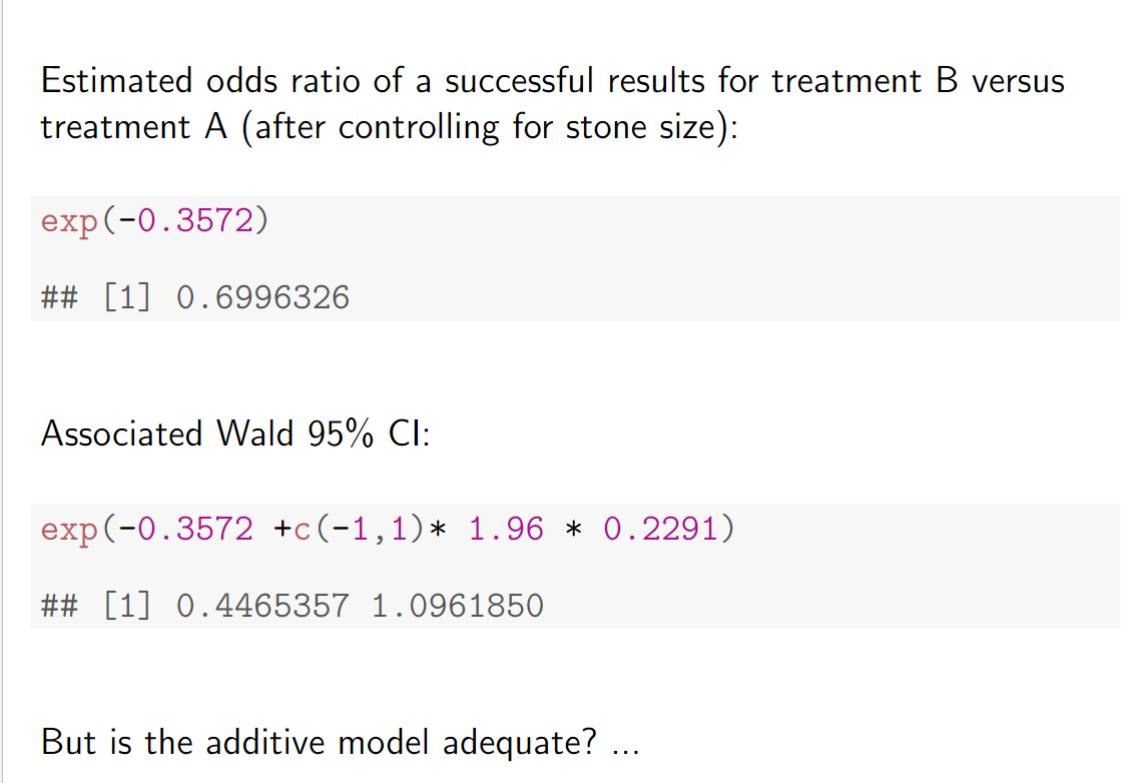 Estimated odds ratio of a successful results for treatment B versus
treatment A (after controlling for stone size):
exp(-0.3572)
## [1] 0.6996326
Associated Wald 95% CI:
exp(-0.3572 +c(-1,1)* 1.96 * 0.2291)
## [1] 0.4465357 1.0961850
But is the additive model adequate? ...